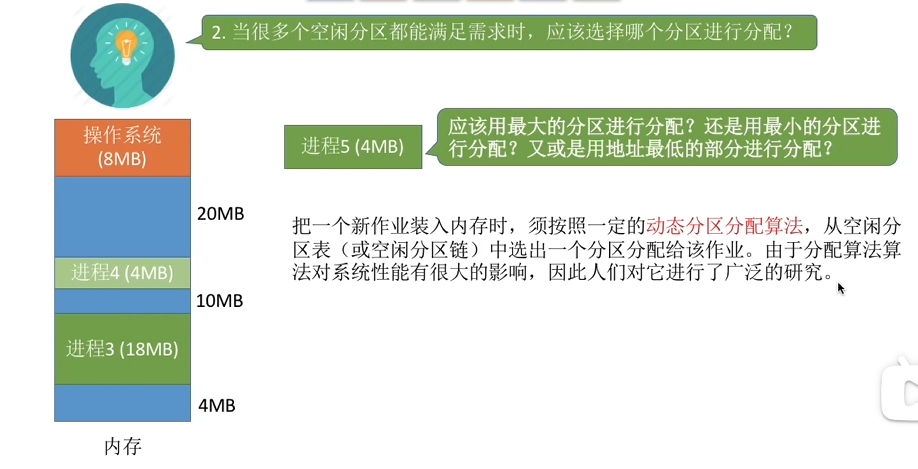 2. 当很多个空闲分区都能满足需求时，应该选择哪个分区进行分配？
操作系统
(8MB)
20MB
进程4 (4MB)
10MB
进程3 (18MB)
4MB
内存
进程5 (4MB)
应该用最大的分区进行分配？还是用最小的分区进
行分配？又或是用地址最低的部分进行分配？
把一个新作业装入内存时，须按照一定的动态分区分配算法，从空闲分
区表（或空闲分区链）中选出一个分区分配给该作业。由于分配算法算
法对系统性能有很大的影响，因此人们对它进行了广泛的研究。